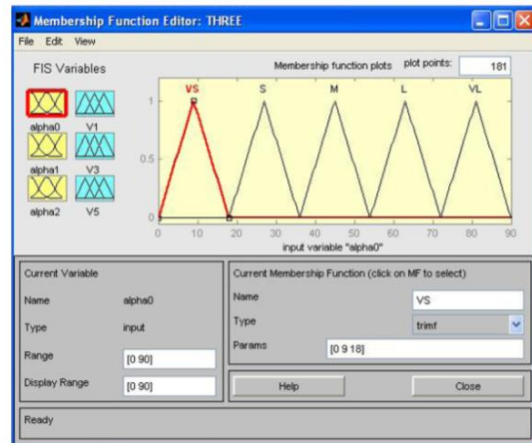 Membership Function Editor: THREE
File Edit View
FIS Variables
Membership function plots plot points: 181
VS S M L VL
alpha0 V1
alpha1 V3
alpha2 V5
1
0.5
0
0 10 20 30 40 50 60 70 80 90
input variable "alpha0"
Current Variable
Name alpha0
Type input
Range [0 90]
Display Range [0 90]
Current Membership Function (click on MF to select)
Name VS
Type trimf
Params [0 9 18]
Help Close
Ready